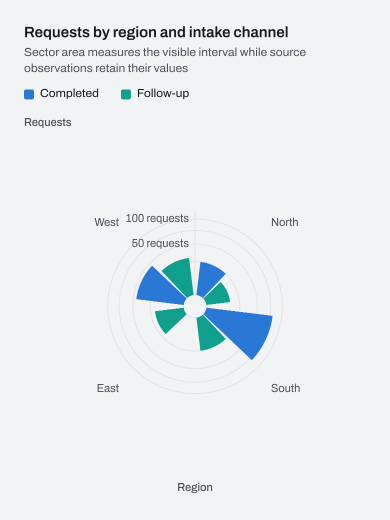 Requests by region and intake channel
Sector area measures the visible interval while source
observations retain their values
Completed Follow-up
Requests
100 requests
West North
50 requests
East South
Region